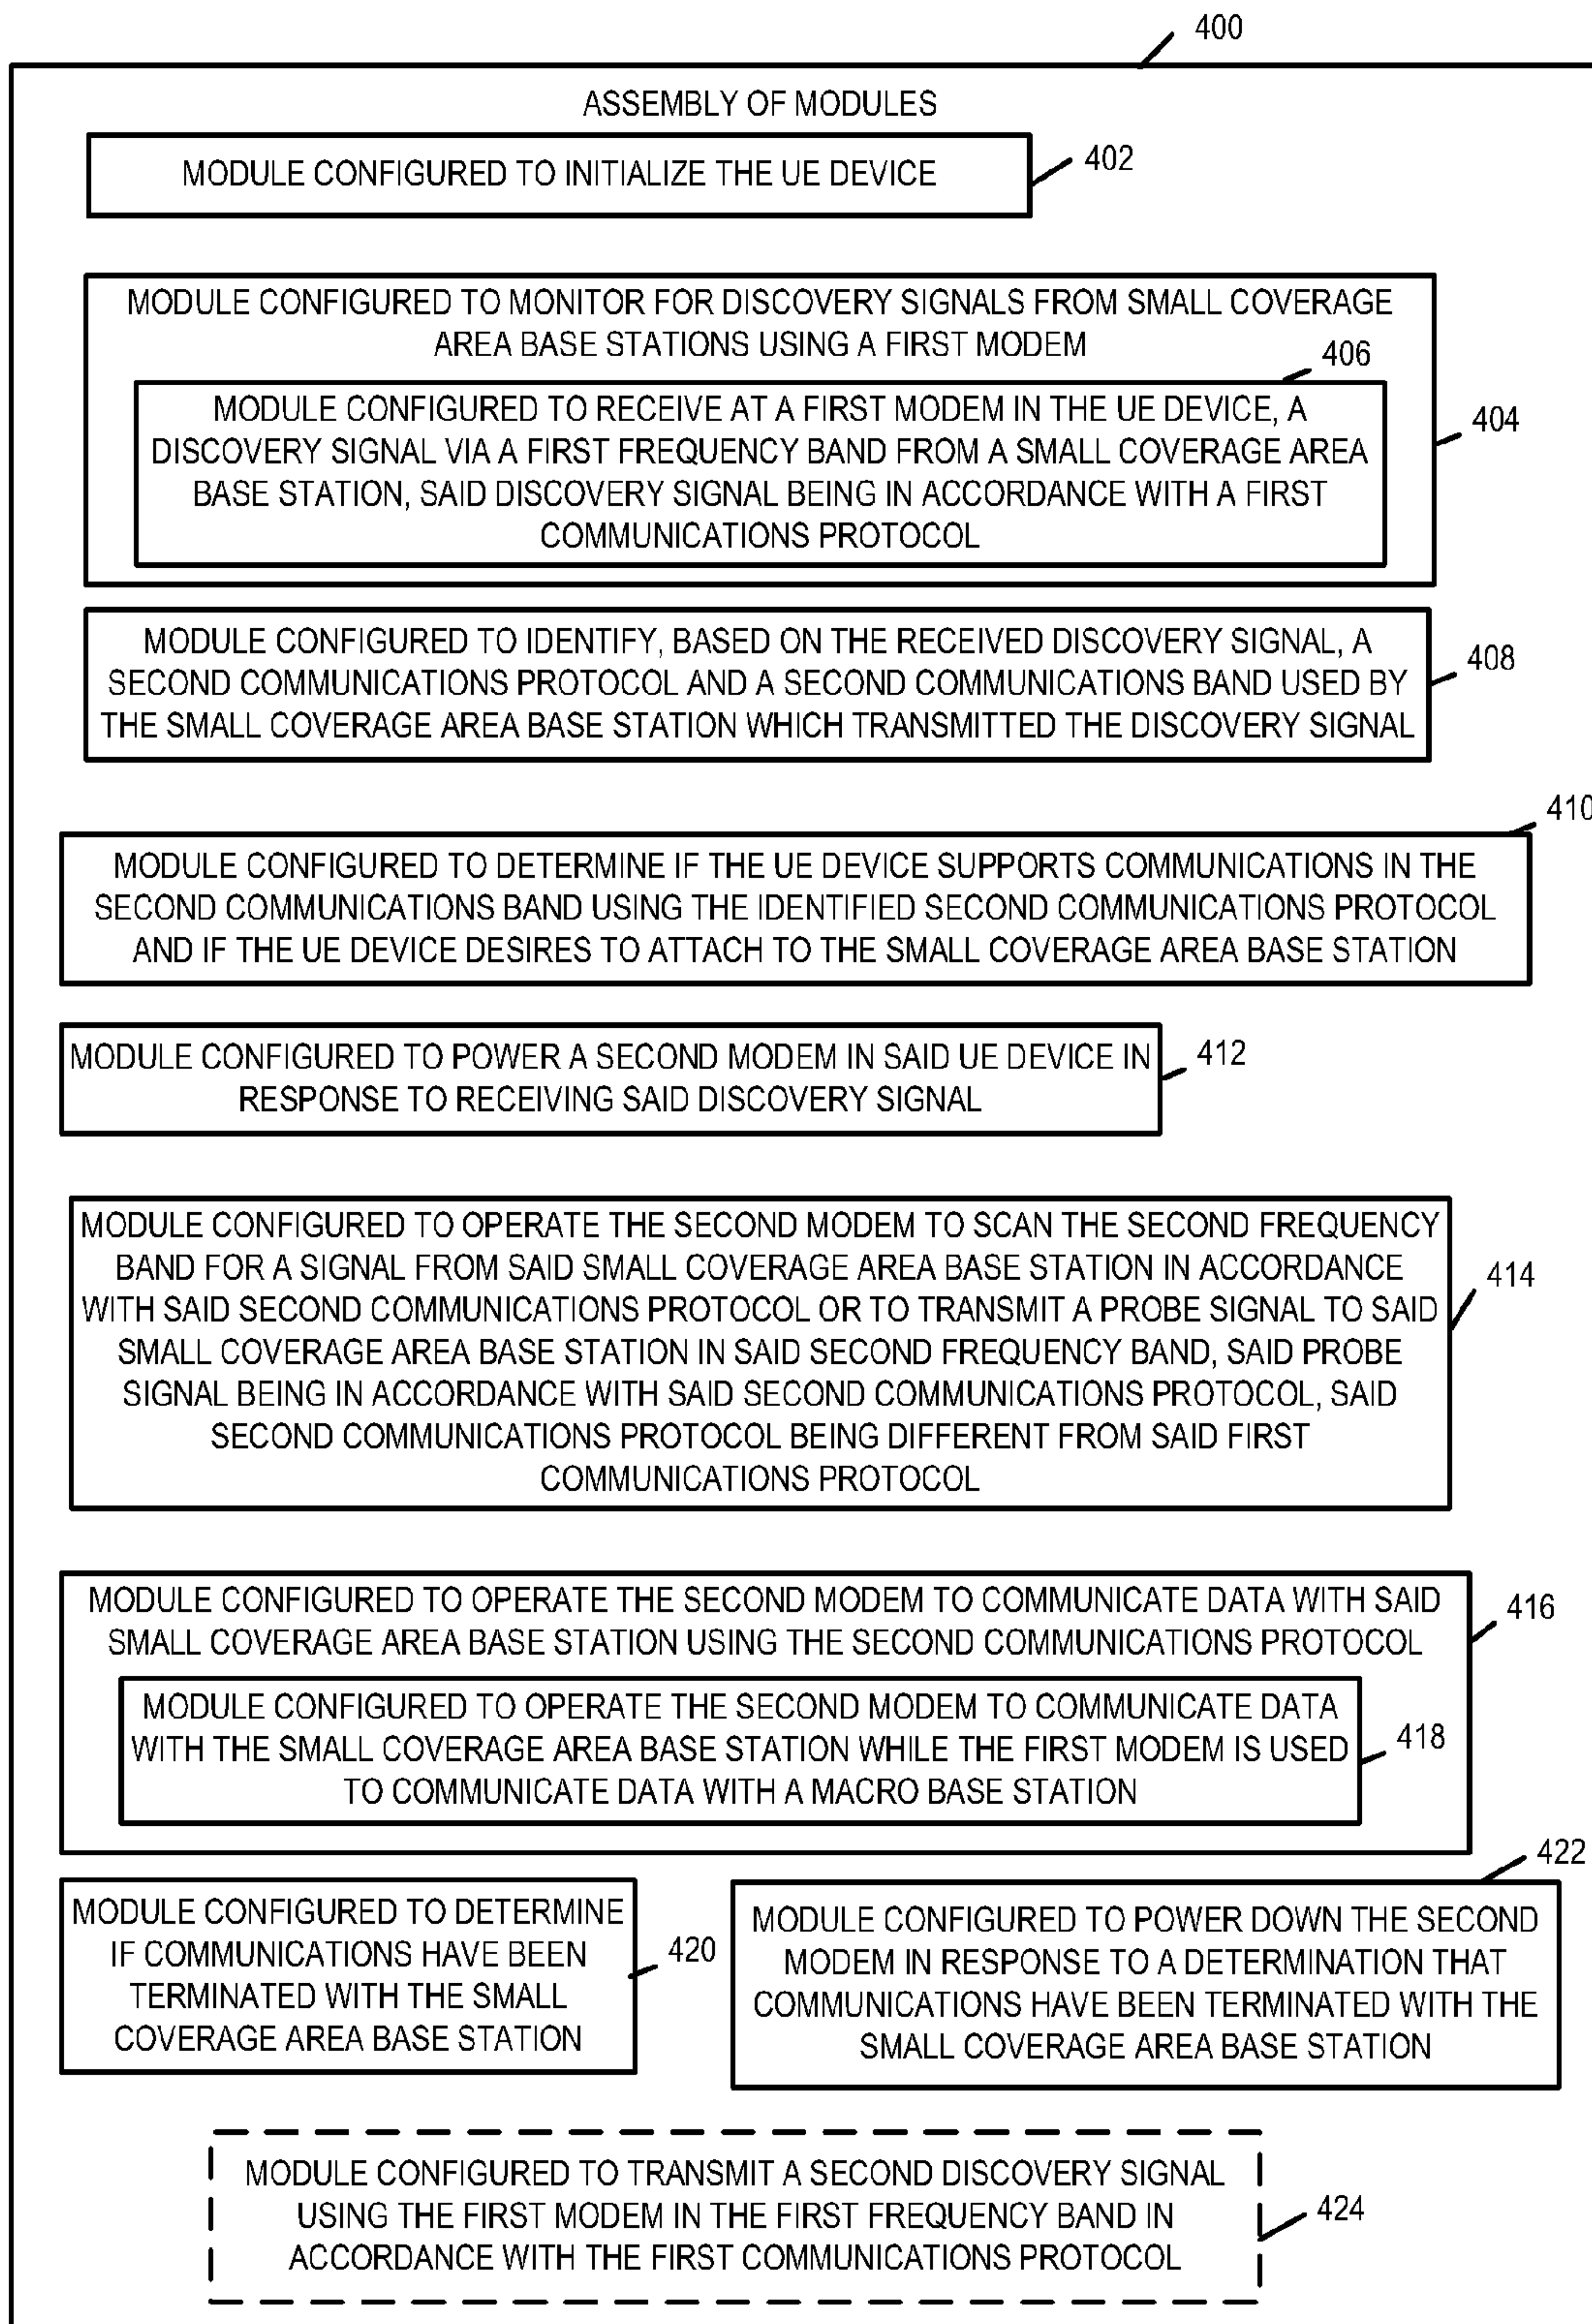 400
ASSEMBLY OF MODULES
MODULE CONFIGURED TO INITIALIZE THE UE DEVICE
402
MODULE CONFIGURED TO MONITOR FOR DISCOVERY SIGNALS FROM SMALL COVERAGE
AREA BASE STATIONS USING A FIRST MODEM
406
MODULE CONFIGURED TO RECEIVE AT A FIRST MODEM IN THE UE DEVICE, A
DISCOVERY SIGNAL VIA A FIRST FREQUENCY BAND FROM A SMALL COVERAGE AREA
BASE STATION, SAID DISCOVERY SIGNAL BEING IN ACCORDANCE WITH A FIRST
COMMUNICATIONS PROTOCOL
404
MODULE CONFIGURED TO IDENTIFY, BASED ON THE RECEIVED DISCOVERY SIGNAL, A
SECOND COMMUNICATIONS PROTOCOL AND A SECOND COMMUNICATIONS BAND USED BY
THE SMALL COVERAGE AREA BASE STATION WHICH TRANSMITTED THE DISCOVERY SIGNAL
408
410
MODULE CONFIGURED TO DETERMINE IF THE UE DEVICE SUPPORTS COMMUNICATIONS IN THE
SECOND COMMUNICATIONS BAND USING THE IDENTIFIED SECOND COMMUNICATIONS PROTOCOL
AND IF THE UE DEVICE DESIRES TO ATTACH TO THE SMALL COVERAGE AREA BASE STATION
MODULE CONFIGURED TO POWER A SECOND MODEM IN SAID UE DEVICE IN
RESPONSE TO RECEIVING SAID DISCOVERY SIGNAL
412
MODULE CONFIGURED TO OPERATE THE SECOND MODEM TO SCAN THE SECOND FREQUENCY
BAND FOR A SIGNAL FROM SAID SMALL COVERAGE AREA BASE STATION IN ACCORDANCE
WITH SAID SECOND COMMUNICATIONS PROTOCOL OR TO TRANSMIT A PROBE SIGNAL TO SAID
SMALL COVERAGE AREA BASE STATION IN SAID SECOND FREQUENCY BAND, SAID PROBE
SIGNAL BEING IN ACCORDANCE WITH SAID SECOND COMMUNICATIONS PROTOCOL, SAID
SECOND COMMUNICATIONS PROTOCOL BEING DIFFERENT FROM SAID FIRST
COMMUNICATIONS PROTOCOL
414
MODULE CONFIGURED TO OPERATE THE SECOND MODEM TO COMMUNICATE DATA WITH SAID
SMALL COVERAGE AREA BASE STATION USING THE SECOND COMMUNICATIONS PROTOCOL
416
MODULE CONFIGURED TO OPERATE THE SECOND MODEM TO COMMUNICATE DATA
WITH THE SMALL COVERAGE AREA BASE STATION WHILE THE FIRST MODEM IS USED
TO COMMUNICATE DATA WITH A MACRO BASE STATION
418
MODULE CONFIGURED TO DETERMINE
IF COMMUNICATIONS HAVE BEEN
TERMINATED WITH THE SMALL
COVERAGE AREA BASE STATION
420
422
MODULE CONFIGURED TO POWER DOWN THE SECOND
MODEM IN RESPONSE TO A DETERMINATION THAT
COMMUNICATIONS HAVE BEEN TERMINATED WITH THE
SMALL COVERAGE AREA BASE STATION
MODULE CONFIGURED TO TRANSMIT A SECOND DISCOVERY SIGNAL
USING THE FIRST MODEM IN THE FIRST FREQUENCY BAND IN
ACCORDANCE WITH THE FIRST COMMUNICATIONS PROTOCOL
424